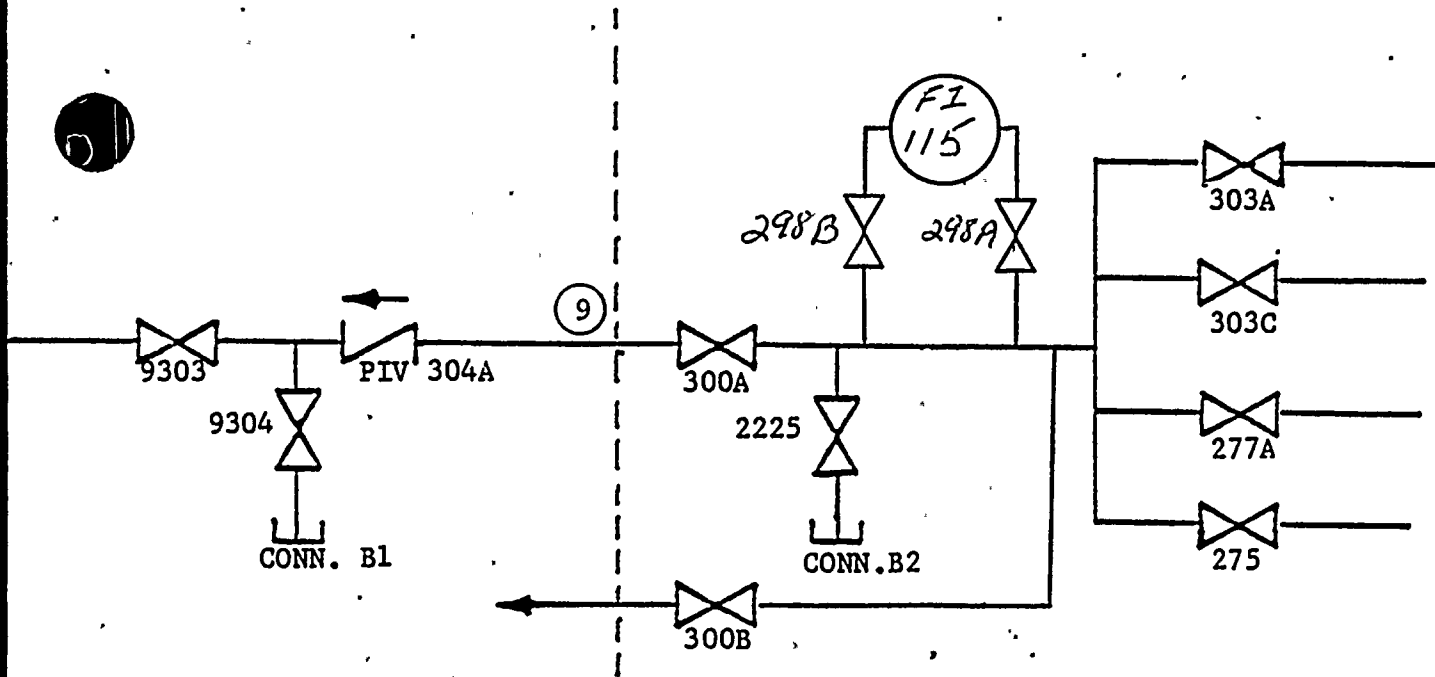 FI
115
303A
298B
298A
303C
9
9303
PIV 304A
300A
9304
2225
277A
CONN. B1
CONN.B2
275
300B